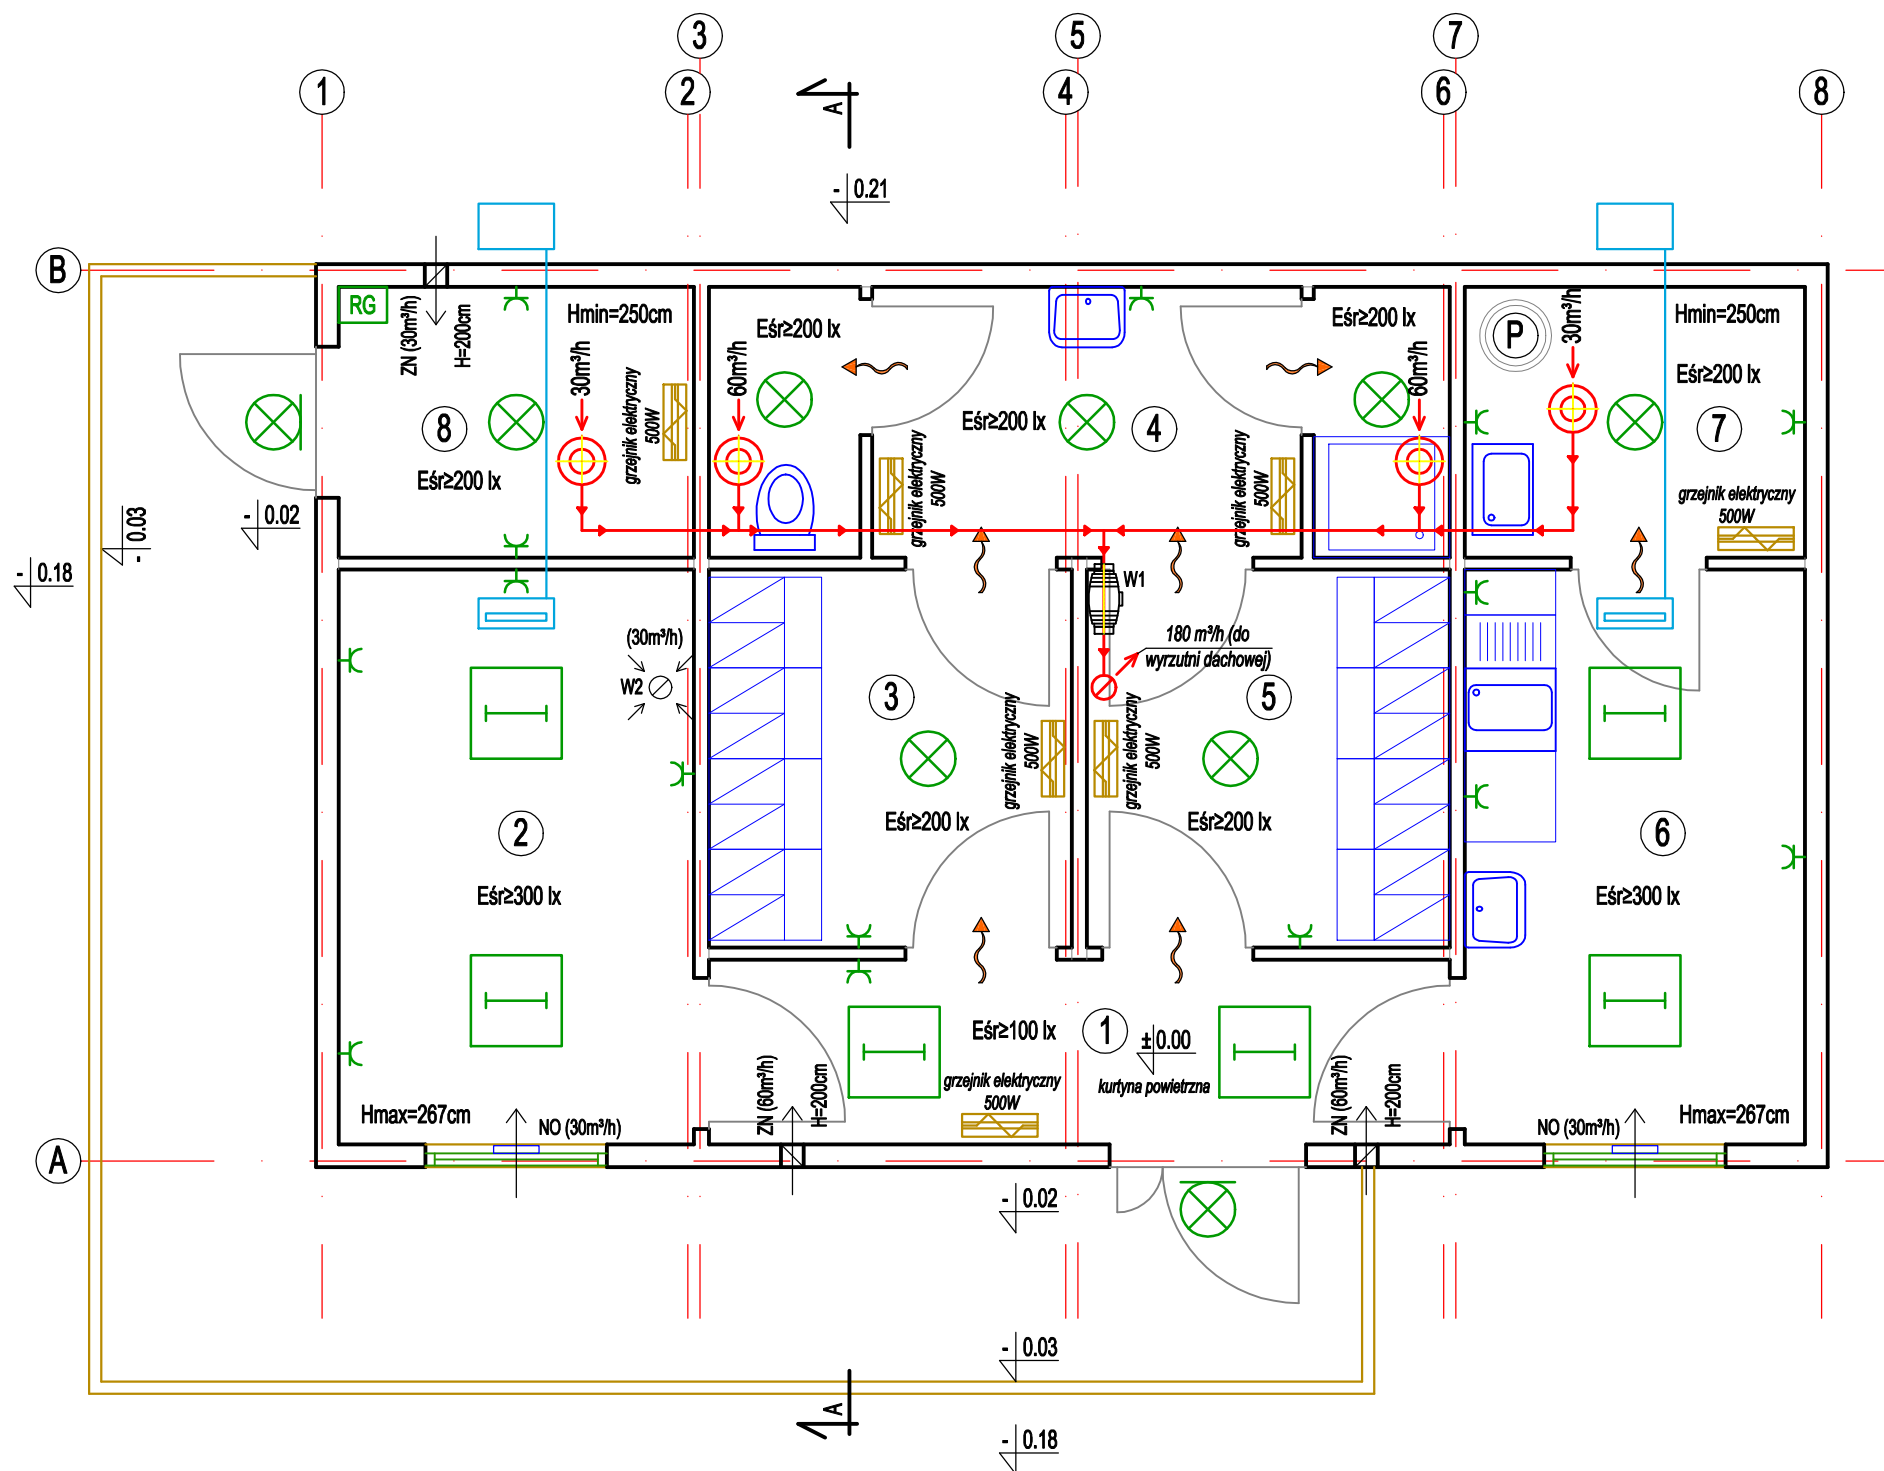 3
5
7
1
2
4
6
8
A
- 0.21
B
RG
ZN (30m³/h)
H=200cm
Hmin=250cm
30m³/h
grzejnik elektryczny
500W
8
Eśr≥200 lx
Eśr≥200 lx
60m³/h
Eśr≥200 lx
4
grzejnik elektryczny
500W
grzejnik elektryczny
500W
Eśr≥200 lx
60m³/h
P
30m³/h
Hmin=250cm
Eśr≥200 lx
7
grzejnik elektryczny
500W
- 0.02
- 0.03
-
- 0.18
W1
180 m³/h (do
wyrzutni dachowej)
(30m³/h)
W2
3
5
grzejnik elektryczny
500W
grzejnik elektryczny
500W
Eśr≥200 lx
Eśr≥200 lx
2
Eśr≥300 lx
6
Eśr≥300 lx
Eśr≥100 lx
1
±0.00
kurtyna powietrzna
grzejnik elektryczny
500W
ZN (60m³/h)
H=200cm
ZN (60m³/h)
H=200cm
Hmax=267cm
NO (30m³/h)
NO (30m³/h)
Hmax=267cm
A
- 0.02
- 0.03
A
- 0.18